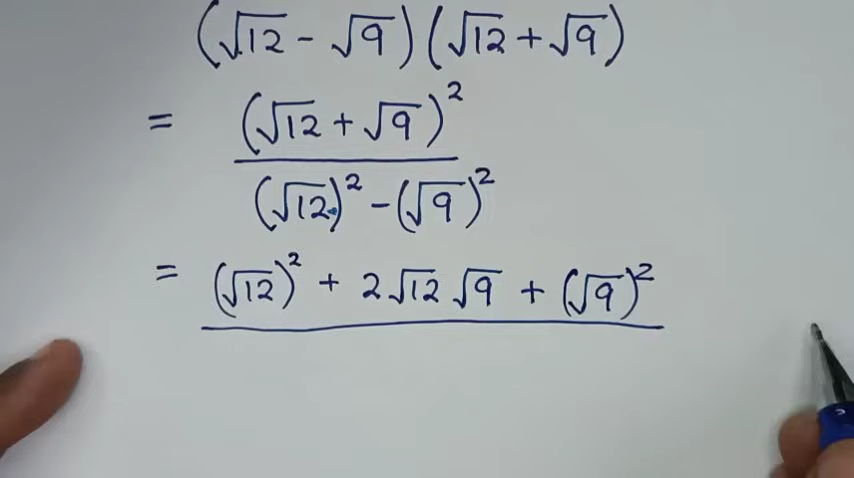 (√12 - √9)(√12 + √9)
= (√12 + √9)²
(√12)² - (√9)²
= (√12)² + 2√12 √9 + (√9)²